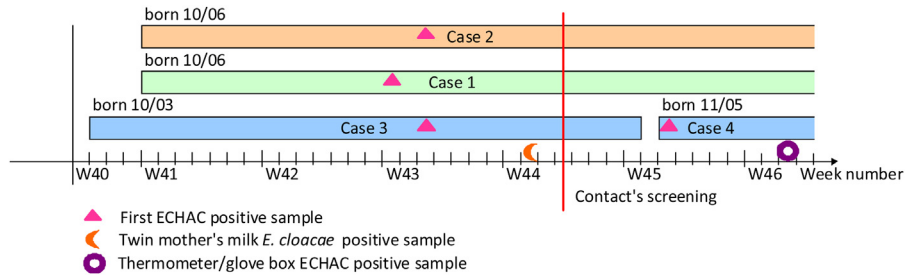 born 10/06
Case 2
born 10/06
Case 1
born 10/03
born 11/05
Case 3
Case 4
W40 W41 W42 W43 W44 W45 W46 Week number
Contact's screening
First ECHAC positive sample
Twin mother's milk E. cloacae positive sample
Thermometer/glove box ECHAC positive sample